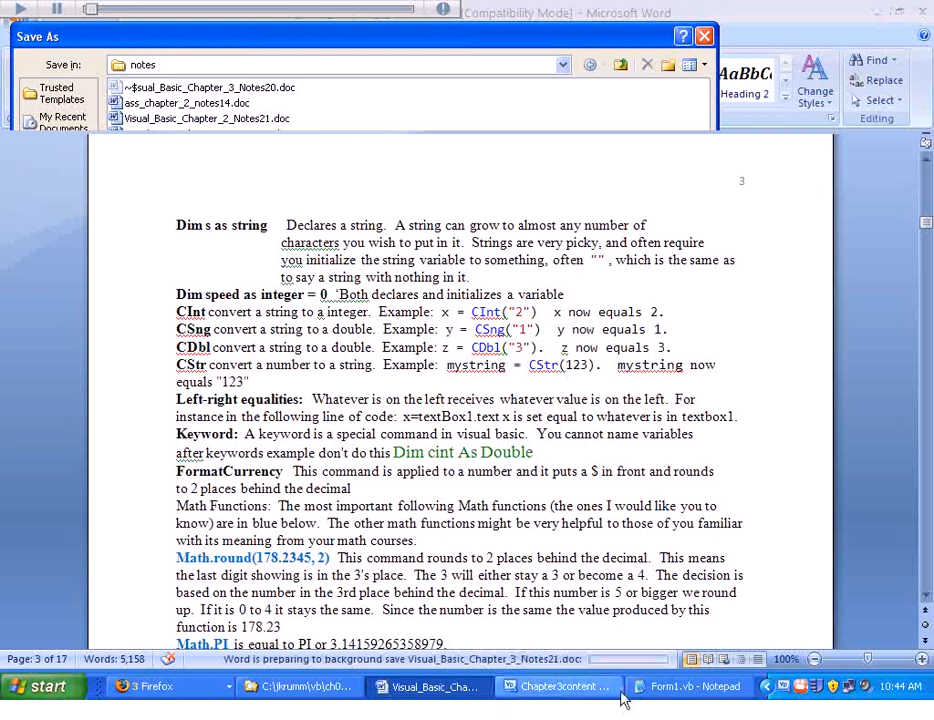 [Compatibility Mode] - Microsoft Word
Save As
Save in:
notes
Trusted
Templates
My Recent
Documents
~$sual_Basic_Chapter_3_Notes20.doc
ass_chapter_2_notes14.doc
Visual_Basic_Chapter_2_Notes21.doc
AaBbC
Heading 2
Change
Styles
Find
Replace
Select
Editing
3
Dim s as string Declares a string. A string can grow to almost any number of
characters you wish to put in it. Strings are very picky, and often require
you initialize the string variable to something, often "" , which is the same as
to say a string with nothing in it.
Dim speed as integer = 0 'Both declares and initializes a variable
CInt convert a string to a integer. Example: x = CInt("2") x now equals 2.
CSng convert a string to a double. Example: y = CSng("1") y now equals 1.
CDbl convert a string to a double. Example: z = CDbl("3"). z now equals 3.
CStr convert a number to a string. Example: mystring = CStr(123). mystring now
equals "123"
Left-right equalities: Whatever is on the left receives whatever value is on the left. For
instance in the following line of code: x=textBox1.text x is set equal to whatever is in textbox1.
Keyword: A keyword is a special command in visual basic. You cannot name variables
after keywords example don't do this Dim cint As Double
FormatCurrency This command is applied to a number and it puts a $ in front and rounds
to 2 places behind the decimal
Math Functions: The most important following Math functions (the ones I would like you to
know) are in blue below. The other math functions might be very helpful to those of you familiar
with its meaning from your math courses.
Math.round(178.2345, 2) This command rounds to 2 places behind the decimal. This means
the last digit showing is in the 3's place. The 3 will either stay a 3 or become a 4. The decision is
based on the number in the 3rd place behind the decimal. If this number is 5 or bigger we round
up. If it is 0 to 4 it stays the same. Since the number is the same the value produced by this
function is 178.23
Math.PI is equal to PI or 3.14159265358979.
Page: 3 of 17
Words: 5,158
Word is preparing to background save Visual_Basic_Chapter_3_Notes21.doc:
100%
start
3 Firefox
C:\jkrumm\vb\ch0...
Visual_Basic_Cha...
Chapter3content ...
Form1.vb - Notepad
10:44 AM